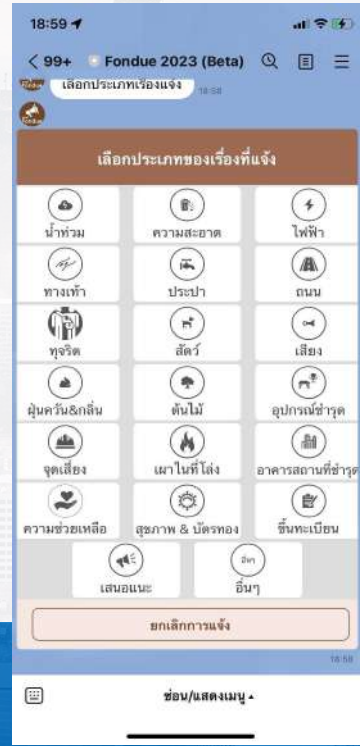 18:59
99+ Fondue 2023 (Beta)
เลือกประเภทเรื่องแจ้ง
18:58
Fondue
เลือกประเภทของเรื่องที่แจ้ง
น้ำท่วม ความสะอาด ไฟฟ้า
ทางเท้า ประปา ถนน
ทุจริต สัตว์ เสียง
ฝุ่นควัน&กลิ่น ต้นไม้ อุปกรณ์ชำรุด
จุดเสี่ยง เผาในที่โล่ง อาคารสถานที่ชำรุด
ความช่วยเหลือ สุขภาพ & บัตรทอง ขึ้นทะเบียน
อื่นๆ
เสนอแนะ อื่นๆ
ยกเลิกการแจ้ง
18:58
ซ่อน/แสดงเมนู